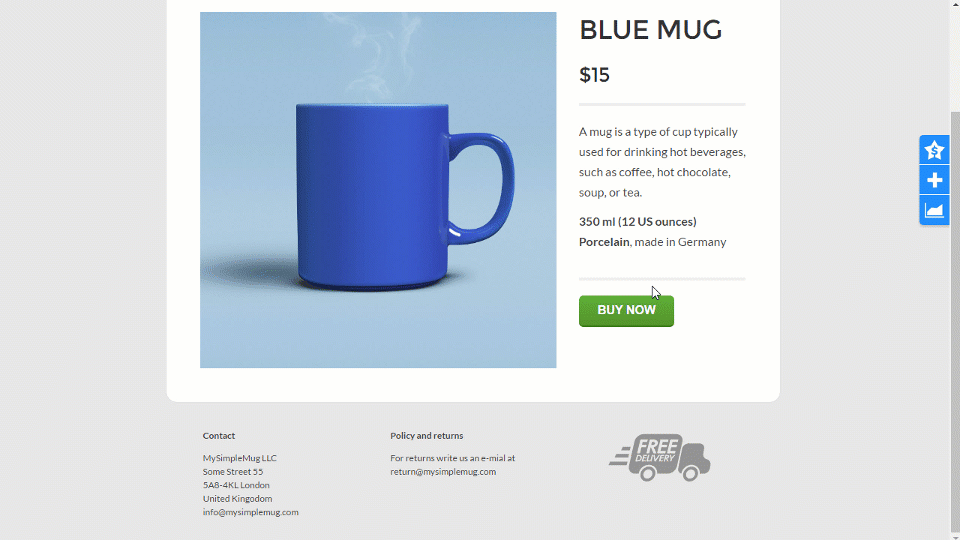 BLUE MUG
$15
A mug is a type of cup typically
used for drinking hot beverages,
such as coffee, hot chocolate,
soup, or tea.
350 ml (12 US ounces)
Porcelain, made in Germany
BUY NOW
Contact
MySimpleMug LLC
Some Street 55
5A8-4KL London
United Kingodom
info@mysimplemug.com
Policy and returns
For returns write us an e-mial at
return@mysimplemug.com
FREE
DELIVERY